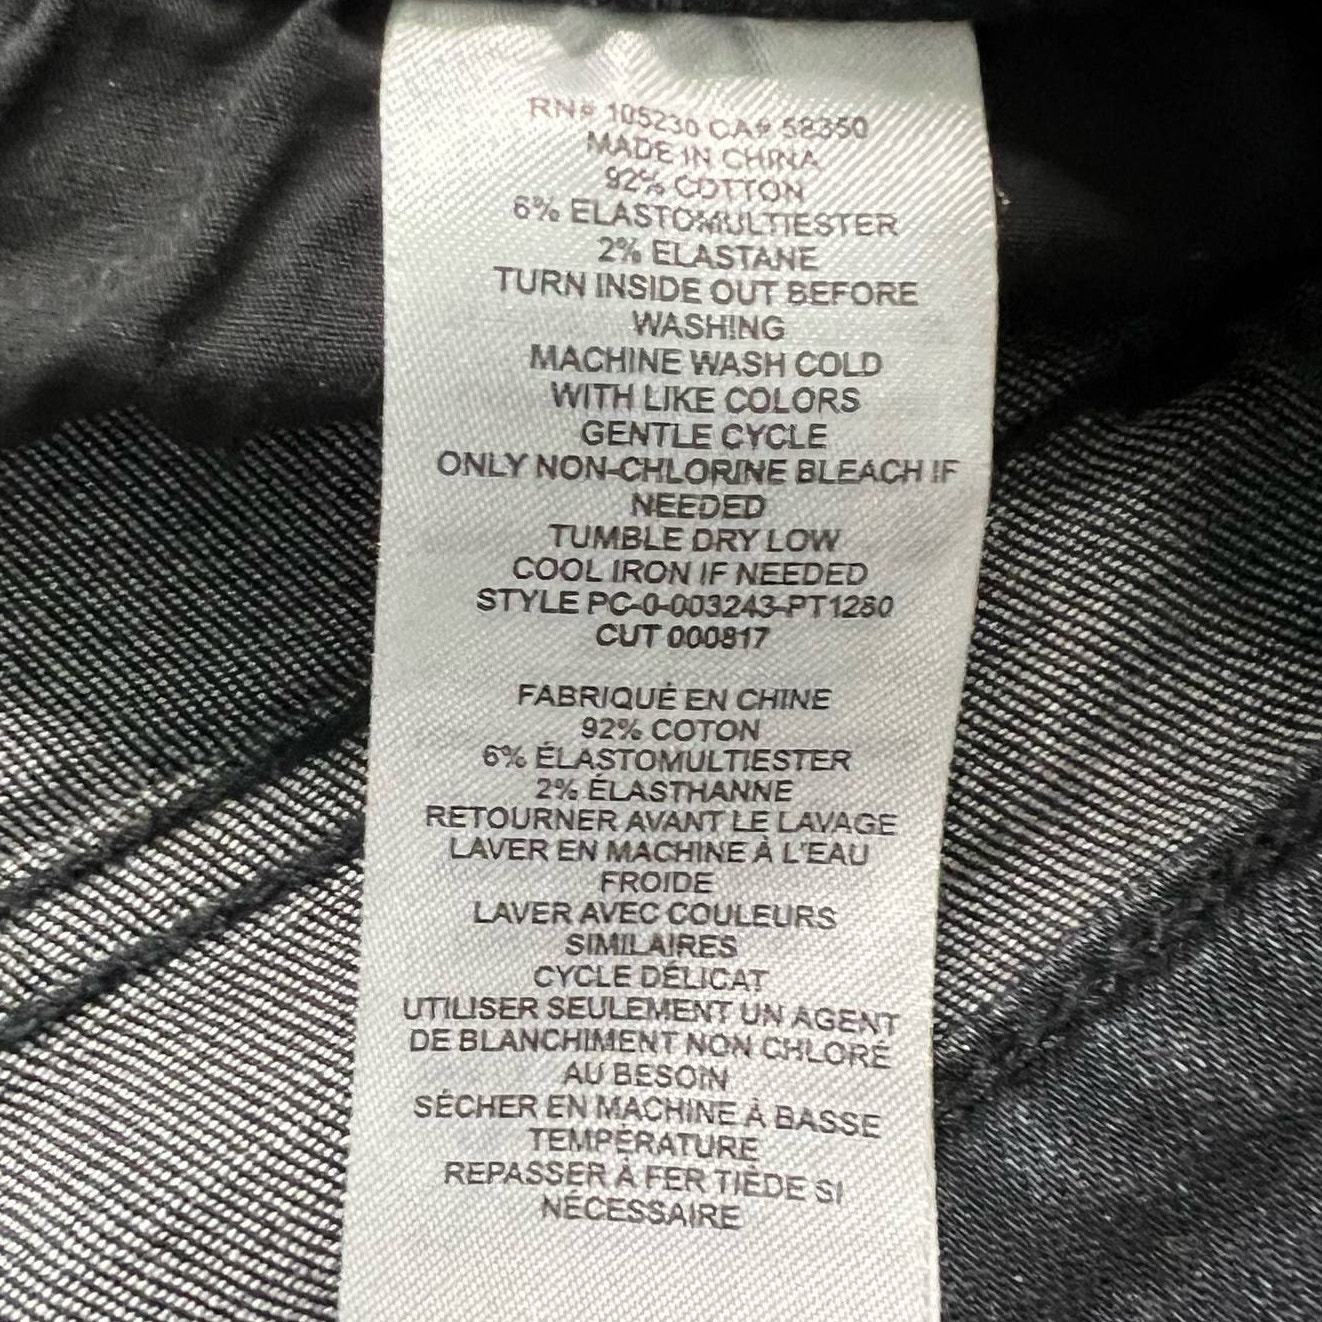 RN# 105230 CA# 58350
MADE IN CHINA
92% COTTON
6% ELASTOMULTIESTER
2% ELASTANE
TURN INSIDE OUT BEFORE
WASHING
MACHINE WASH COLD
WITH LIKE COLORS
GENTLE CYCLE
ONLY NON-CHLORINE BLEACH IF
NEEDED
TUMBLE DRY LOW
COOL IRON IF NEEDED
STYLE PC-0-003243-PT1280
CUT 000817
FABRIQUÉ EN CHINE
92% COTON
6% ÉLASTOMULTIESTER
2% ÉLASTHANNE
RETOURNER AVANT LE LAVAGE
LAVER EN MACHINE À L'EAU
FROIDE
LAVER AVEC COULEURS
SIMILAIRES
CYCLE DÉLICAT
UTILISER SEULEMENT UN AGENT
DE BLANCHIMENT NON CHLORÉ
AU BESOIN
SÉCHER EN MACHINE À BASSE
TEMPÉRATURE
REPASSER À FER TIÈDE SI
NÉCESSAIRE